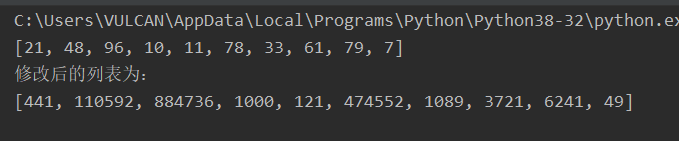 C:\Users\VULCAN\AppData\Local\Programs\Python\Python38-32\python.ex
[21, 48, 96, 10, 11, 78, 33, 61, 79, 7]
修改后的列表为:
[441, 110592, 884736, 1000, 121, 474552, 1089, 3721, 6241, 49]